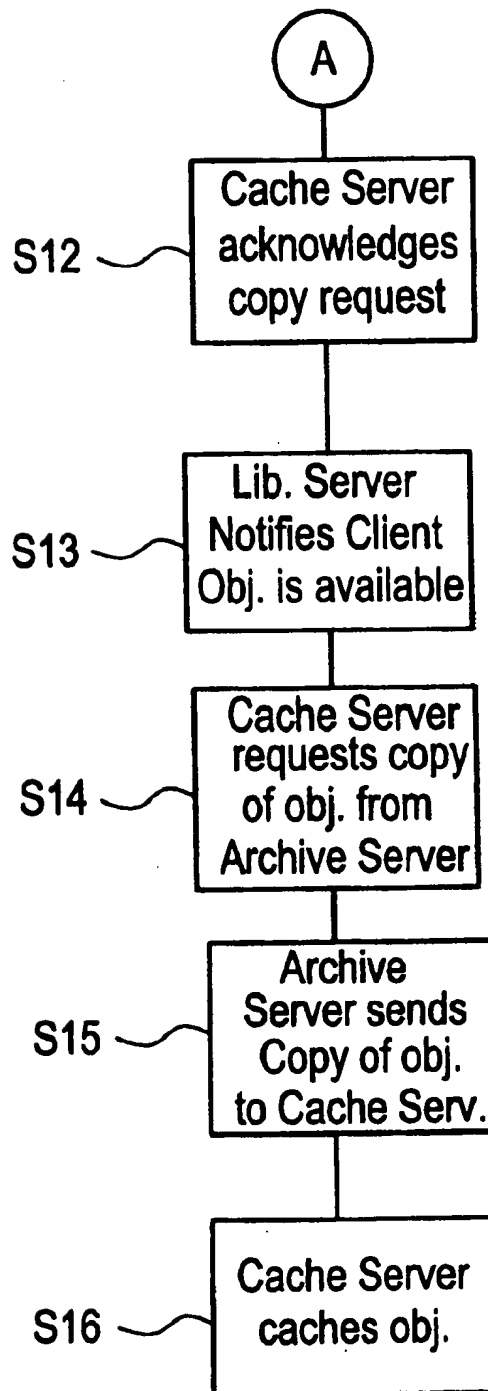 A
Cache Server
acknowledges
copy request
S12
Lib. Server
Notifies Client
Obj. is available
S13
Cache Server
requests copy
of obj. from
Archive Server
S14
Archive
Server sends
Copy of obj.
to Cache Serv.
S15
Cache Server
caches obj.
S16